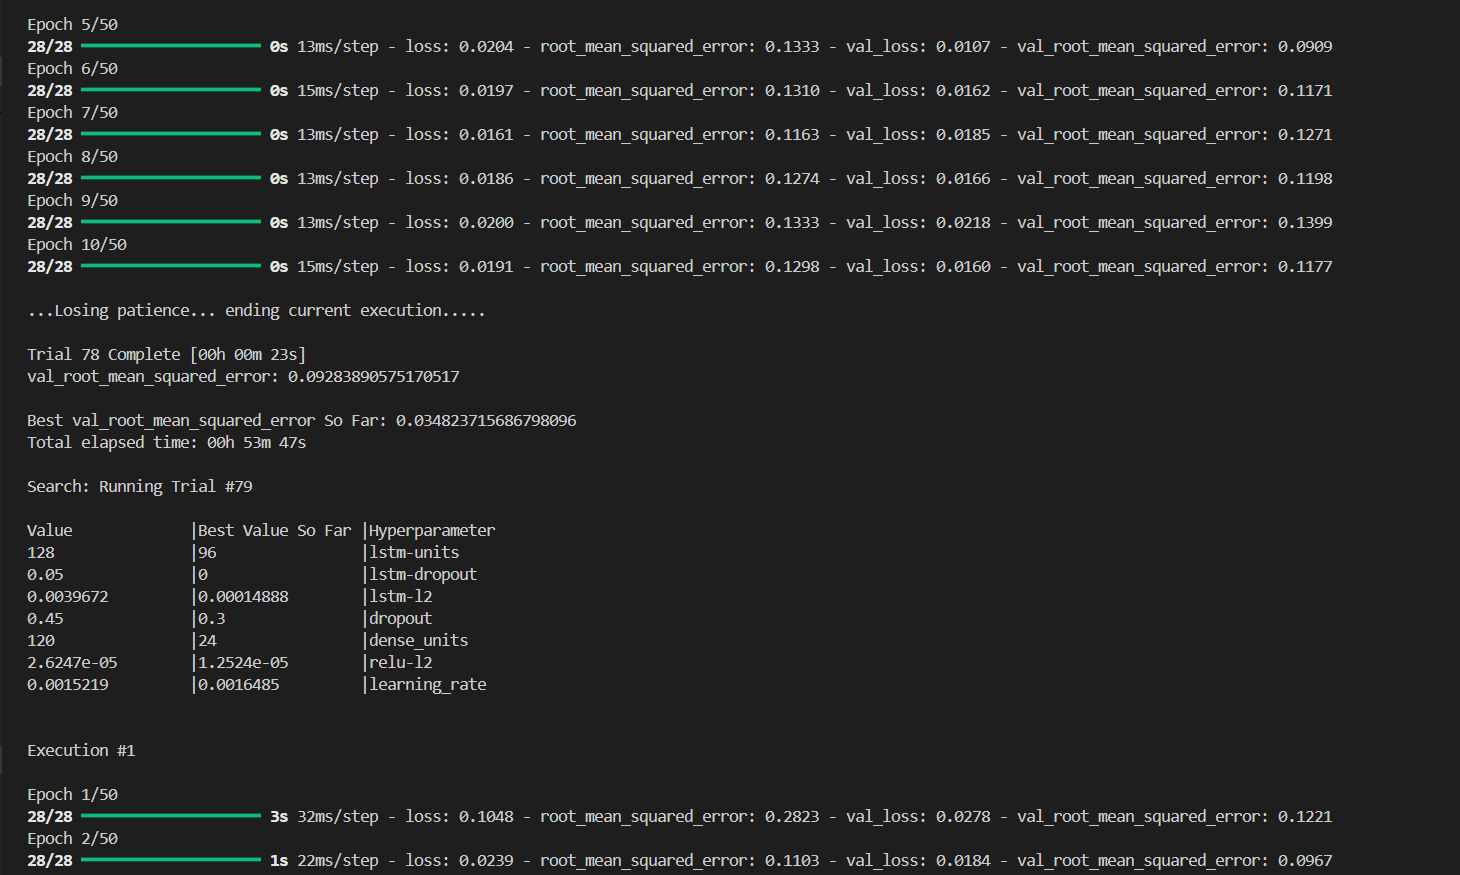 Epoch 5/50
28/28 0s 13ms/step - loss: 0.0204 - root_mean_squared_error: 0.1333 - val_loss: 0.0107 - val_root_mean_squared_error: 0.0909
Epoch 6/50
28/28 0s 15ms/step - loss: 0.0197 - root_mean_squared_error: 0.1310 - val_loss: 0.0162 - val_root_mean_squared_error: 0.1171
Epoch 7/50
28/28 0s 13ms/step - loss: 0.0161 - root_mean_squared_error: 0.1163 - val_loss: 0.0185 - val_root_mean_squared_error: 0.1271
Epoch 8/50
28/28 0s 13ms/step - loss: 0.0186 - root_mean_squared_error: 0.1274 - val_loss: 0.0166 - val_root_mean_squared_error: 0.1198
Epoch 9/50
28/28 0s 13ms/step - loss: 0.0200 - root_mean_squared_error: 0.1333 - val_loss: 0.0218 - val_root_mean_squared_error: 0.1399
Epoch 10/50
28/28 0s 15ms/step - loss: 0.0191 - root_mean_squared_error: 0.1298 - val_loss: 0.0160 - val_root_mean_squared_error: 0.1177
...Losing patience... ending current execution.....
Trial 78 Complete [00h 00m 23s]
val_root_mean_squared_error: 0.09283890575170517
Best val_root_mean_squared_error So Far: 0.034823715686798096
Total elapsed time: 00h 53m 47s
Search: Running Trial #79
Value |Best Value So Far |Hyperparameter
128 |96 |lstm-units
0.05 |0 |lstm-dropout
0.0039672 |0.00014888 |lstm-l2
0.45 |0.3 |dropout
120 |24 |dense_units
2.6247e-05 |1.2524e-05 |relu-l2
0.0015219 |0.0016485 |learning_rate
Execution #1
Epoch 1/50
28/28 3s 32ms/step - loss: 0.1048 - root_mean_squared_error: 0.2823 - val_loss: 0.0278 - val_root_mean_squared_error: 0.1221
Epoch 2/50
28/28 1s 22ms/step - loss: 0.0239 - root_mean_squared_error: 0.1103 - val_loss: 0.0184 - val_root_mean_squared_error: 0.0967